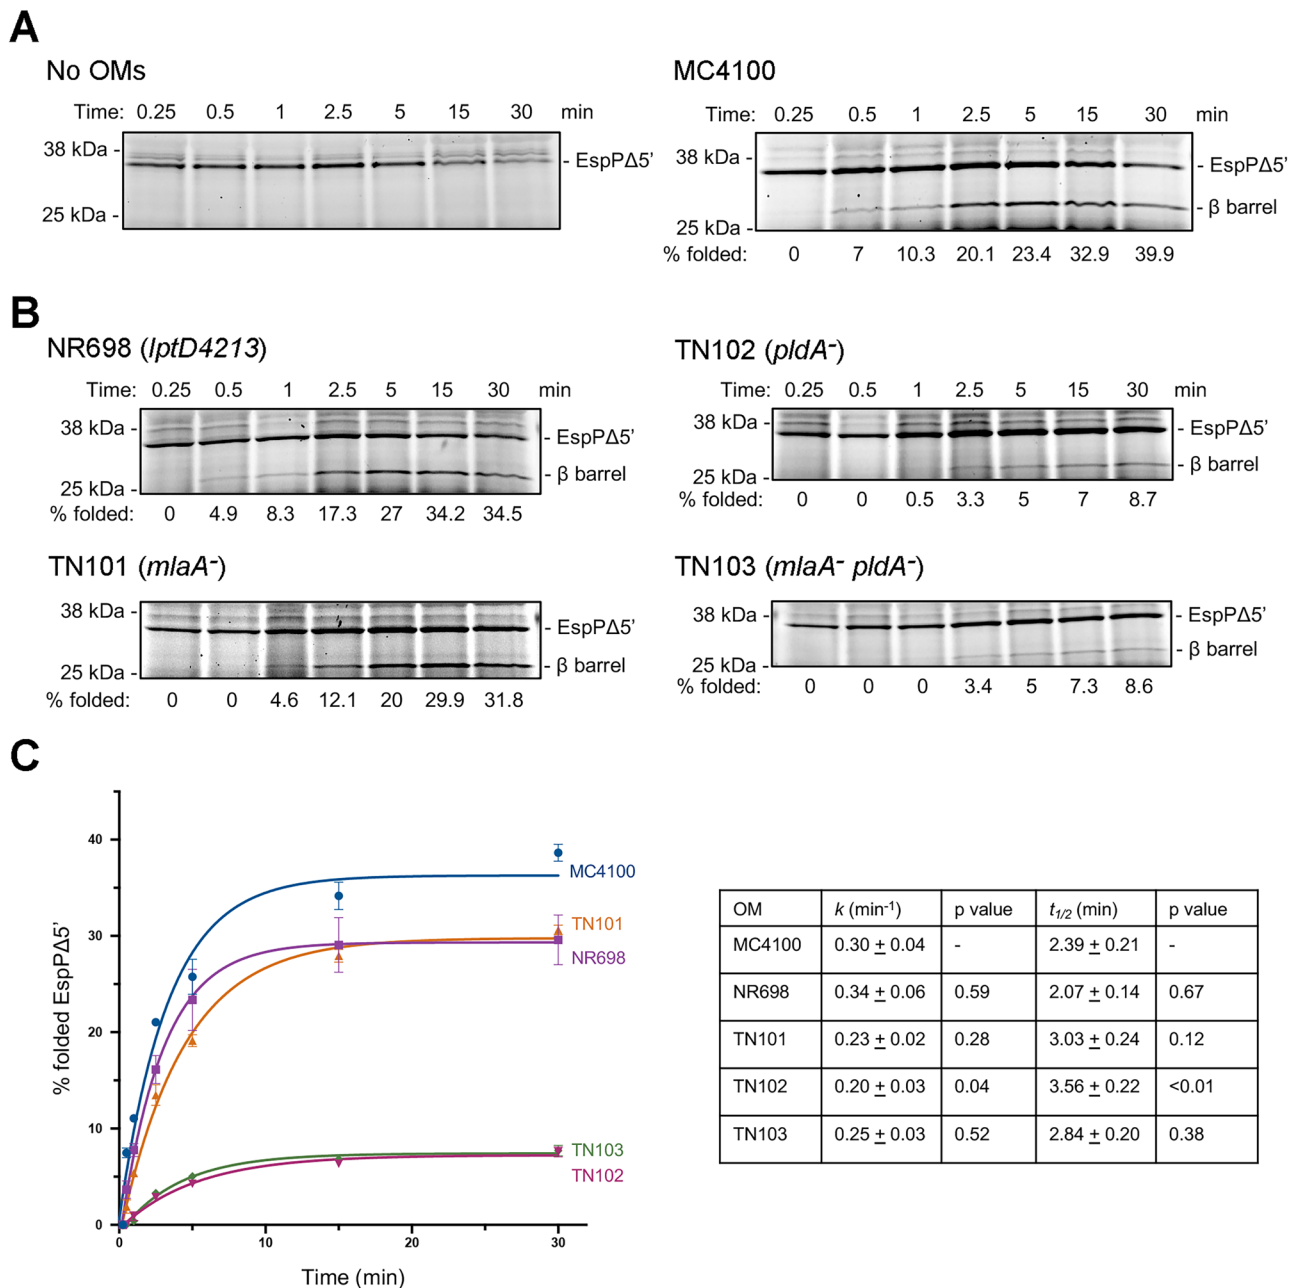 A
No OMs
Time: 0.25 0.5 1 2.5 5 15 30 min
38 kDa -
- EspPΔ5'
25 kDa -
MC4100
Time: 0.25 0.5 1 2.5 5 15 30 min
38 kDa -
- EspPΔ5'
- β barrel
25 kDa -
% folded: 0 7 10.3 20.1 23.4 32.9 39.9
B
NR698 (lptD4213)
Time: 0.25 0.5 1 2.5 5 15 30 min
38 kDa -
- EspPΔ5'
- β barrel
25 kDa -
% folded: 0 4.9 8.3 17.3 27 34.2 34.5
TN102 (pldA-)
Time: 0.25 0.5 1 2.5 5 15 30 min
38 kDa -
- EspPΔ5'
- β barrel
25 kDa -
% folded: 0 0 0.5 3.3 5 7 8.7
TN101 (mlaA-)
38 kDa -
- EspPΔ5'
- β barrel
25 kDa -
% folded: 0 0 4.6 12.1 20 29.9 31.8
TN103 (mlaA- pldA-)
38 kDa -
- EspPΔ5'
- β barrel
25 kDa -
% folded: 0 0 0 3.4 5 7.3 8.6
C
% folded EspPΔ5'
40
30
20
10
0
0 10 20 30
Time (min)
MC4100
TN101
NR698
TN103
TN102
OM k (min-1) p value t1/2 (min) p value
MC4100 0.30 ± 0.04 - 2.39 ± 0.21 -
NR698 0.34 ± 0.06 0.59 2.07 ± 0.14 0.67
TN101 0.23 ± 0.02 0.28 3.03 ± 0.24 0.12
TN102 0.20 ± 0.03 0.04 3.56 ± 0.22 <0.01
TN103 0.25 ± 0.03 0.52 2.84 ± 0.20 0.38